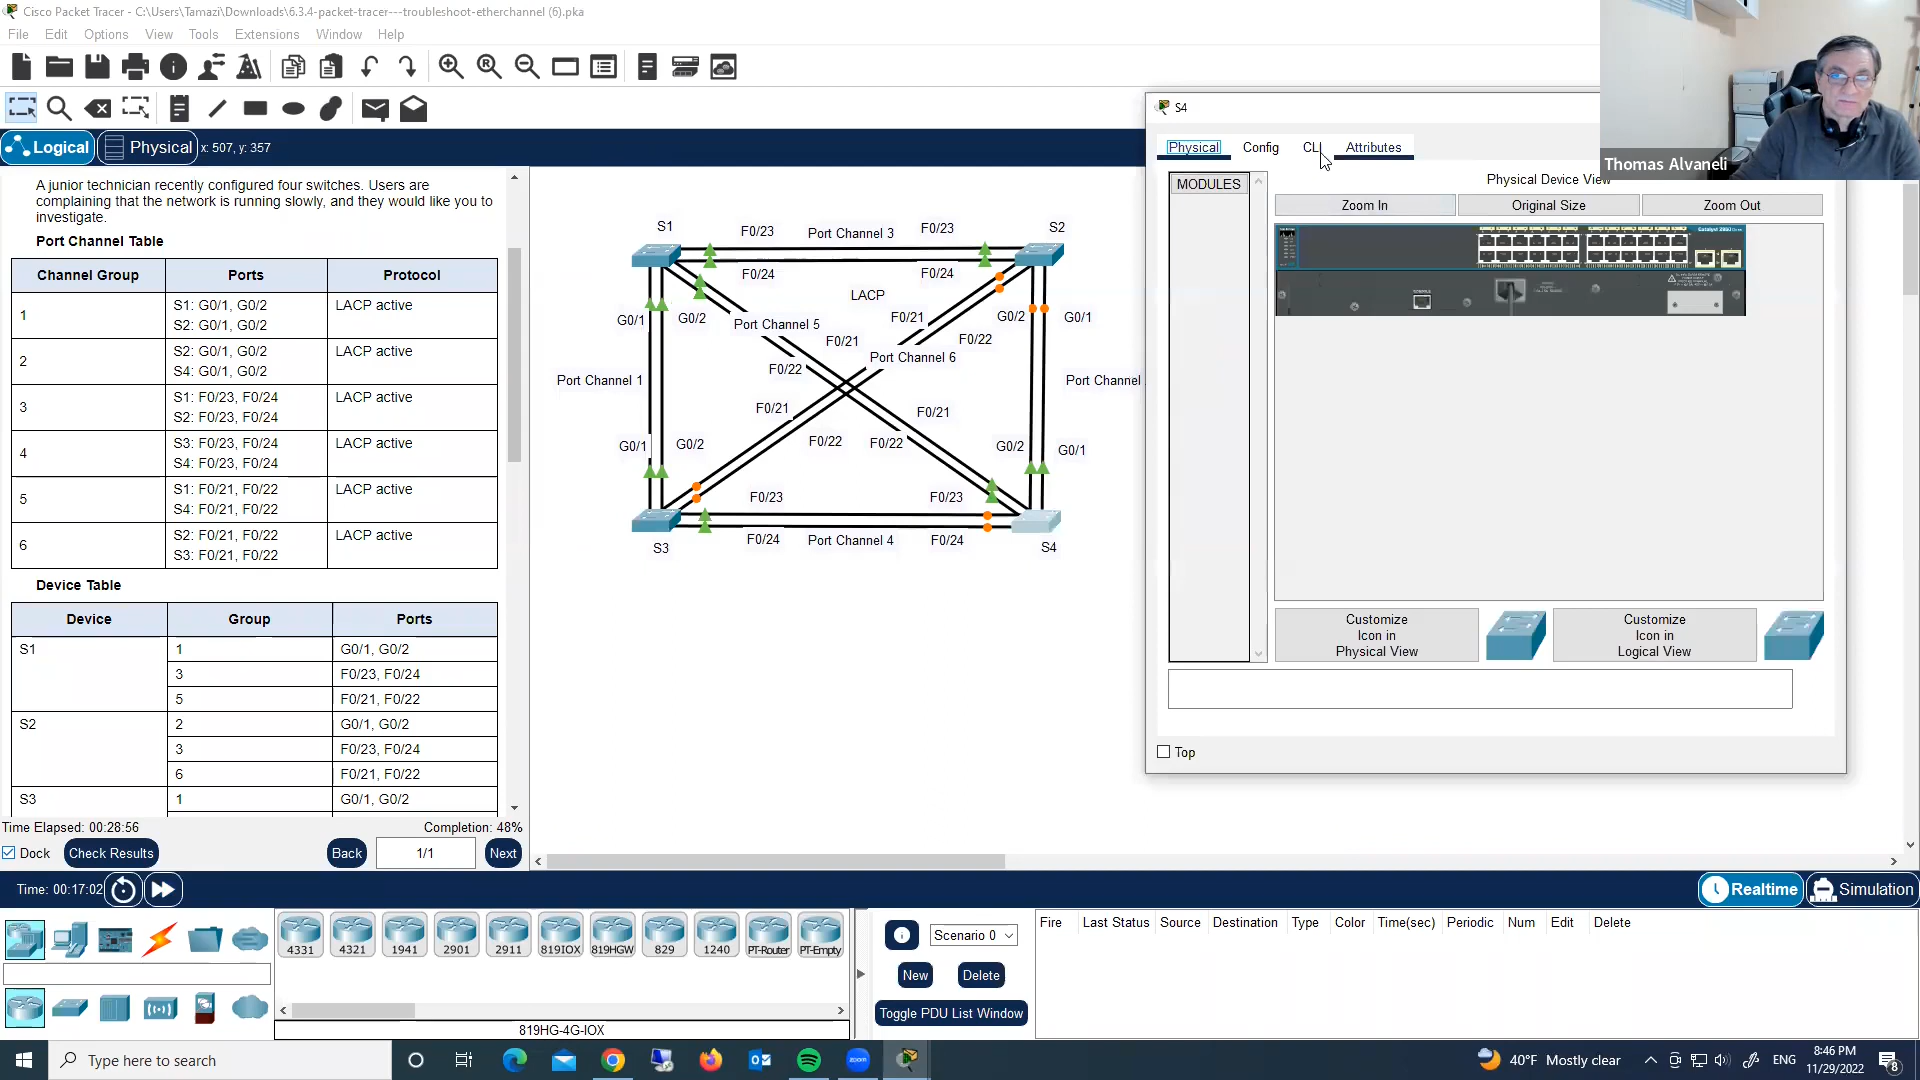 Cisco Packet Tracer - C:\Users\Tamazi\Downloads\6.3.4-packet-tracer---troubleshoot-etherchannel (6).pka
File Edit Options View Tools Extensions Window Help
Logical Physical x: 507, y: 357
A junior technician recently configured four switches. Users are
complaining that the network is running slowly, and they would like you to
investigate.
Port Channel Table
Channel Group Ports Protocol
1 S1: G0/1, G0/2 LACP active
S2: G0/1, G0/2
2 S2: G0/1, G0/2 LACP active
S4: G0/1, G0/2
3 S1: F0/23, F0/24 LACP active
S2: F0/23, F0/24
4 S3: F0/23, F0/24 LACP active
S4: F0/23, F0/24
5 S1: F0/21, F0/22 LACP active
S4: F0/21, F0/22
6 S2: F0/21, F0/22 LACP active
S3: F0/21, F0/22
Device Table
Device Group Ports
S1 1 G0/1, G0/2
3 F0/23, F0/24
5 F0/21, F0/22
S2 2 G0/1, G0/2
3 F0/23, F0/24
6 F0/21, F0/22
S3 1 G0/1, G0/2
Time Elapsed: 00:28:56 Completion: 48%
Dock Check Results Back 1/1 Next
S1 F0/23 Port Channel 3 F0/23 S2
F0/24 F0/24
LACP
G0/1 G0/2 Port Channel 5 F0/21 G0/2 G0/1
F0/21 F0/22
Port Channel 6
F0/22
Port Channel 1 Port Channel
F0/21 F0/21
G0/1 G0/2 F0/22 F0/22 G0/2 G0/1
F0/23 F0/23
F0/24 Port Channel 4 F0/24
S3 S4
S4
Physical Config CLI Attributes
MODULES
Physical Device View
Zoom In Original Size Zoom Out
Catalyst 2960
Customize
Icon in
Physical View
Customize
Icon in
Logical View
Top
Thomas Alvaneli
Time: 00:17:02 Realtime Simulation
4331 4321 1941 2901 2911 819IOX 819HGW 829 1240 PT-Router PT-Empty
819HG-4G-IOX
Scenario 0
New Delete
Toggle PDU List Window
Fire Last Status Source Destination Type Color Time(sec) Periodic Num Edit Delete
Type here to search
zoom
40°F Mostly clear
ENG
8:46 PM
11/29/2022
8